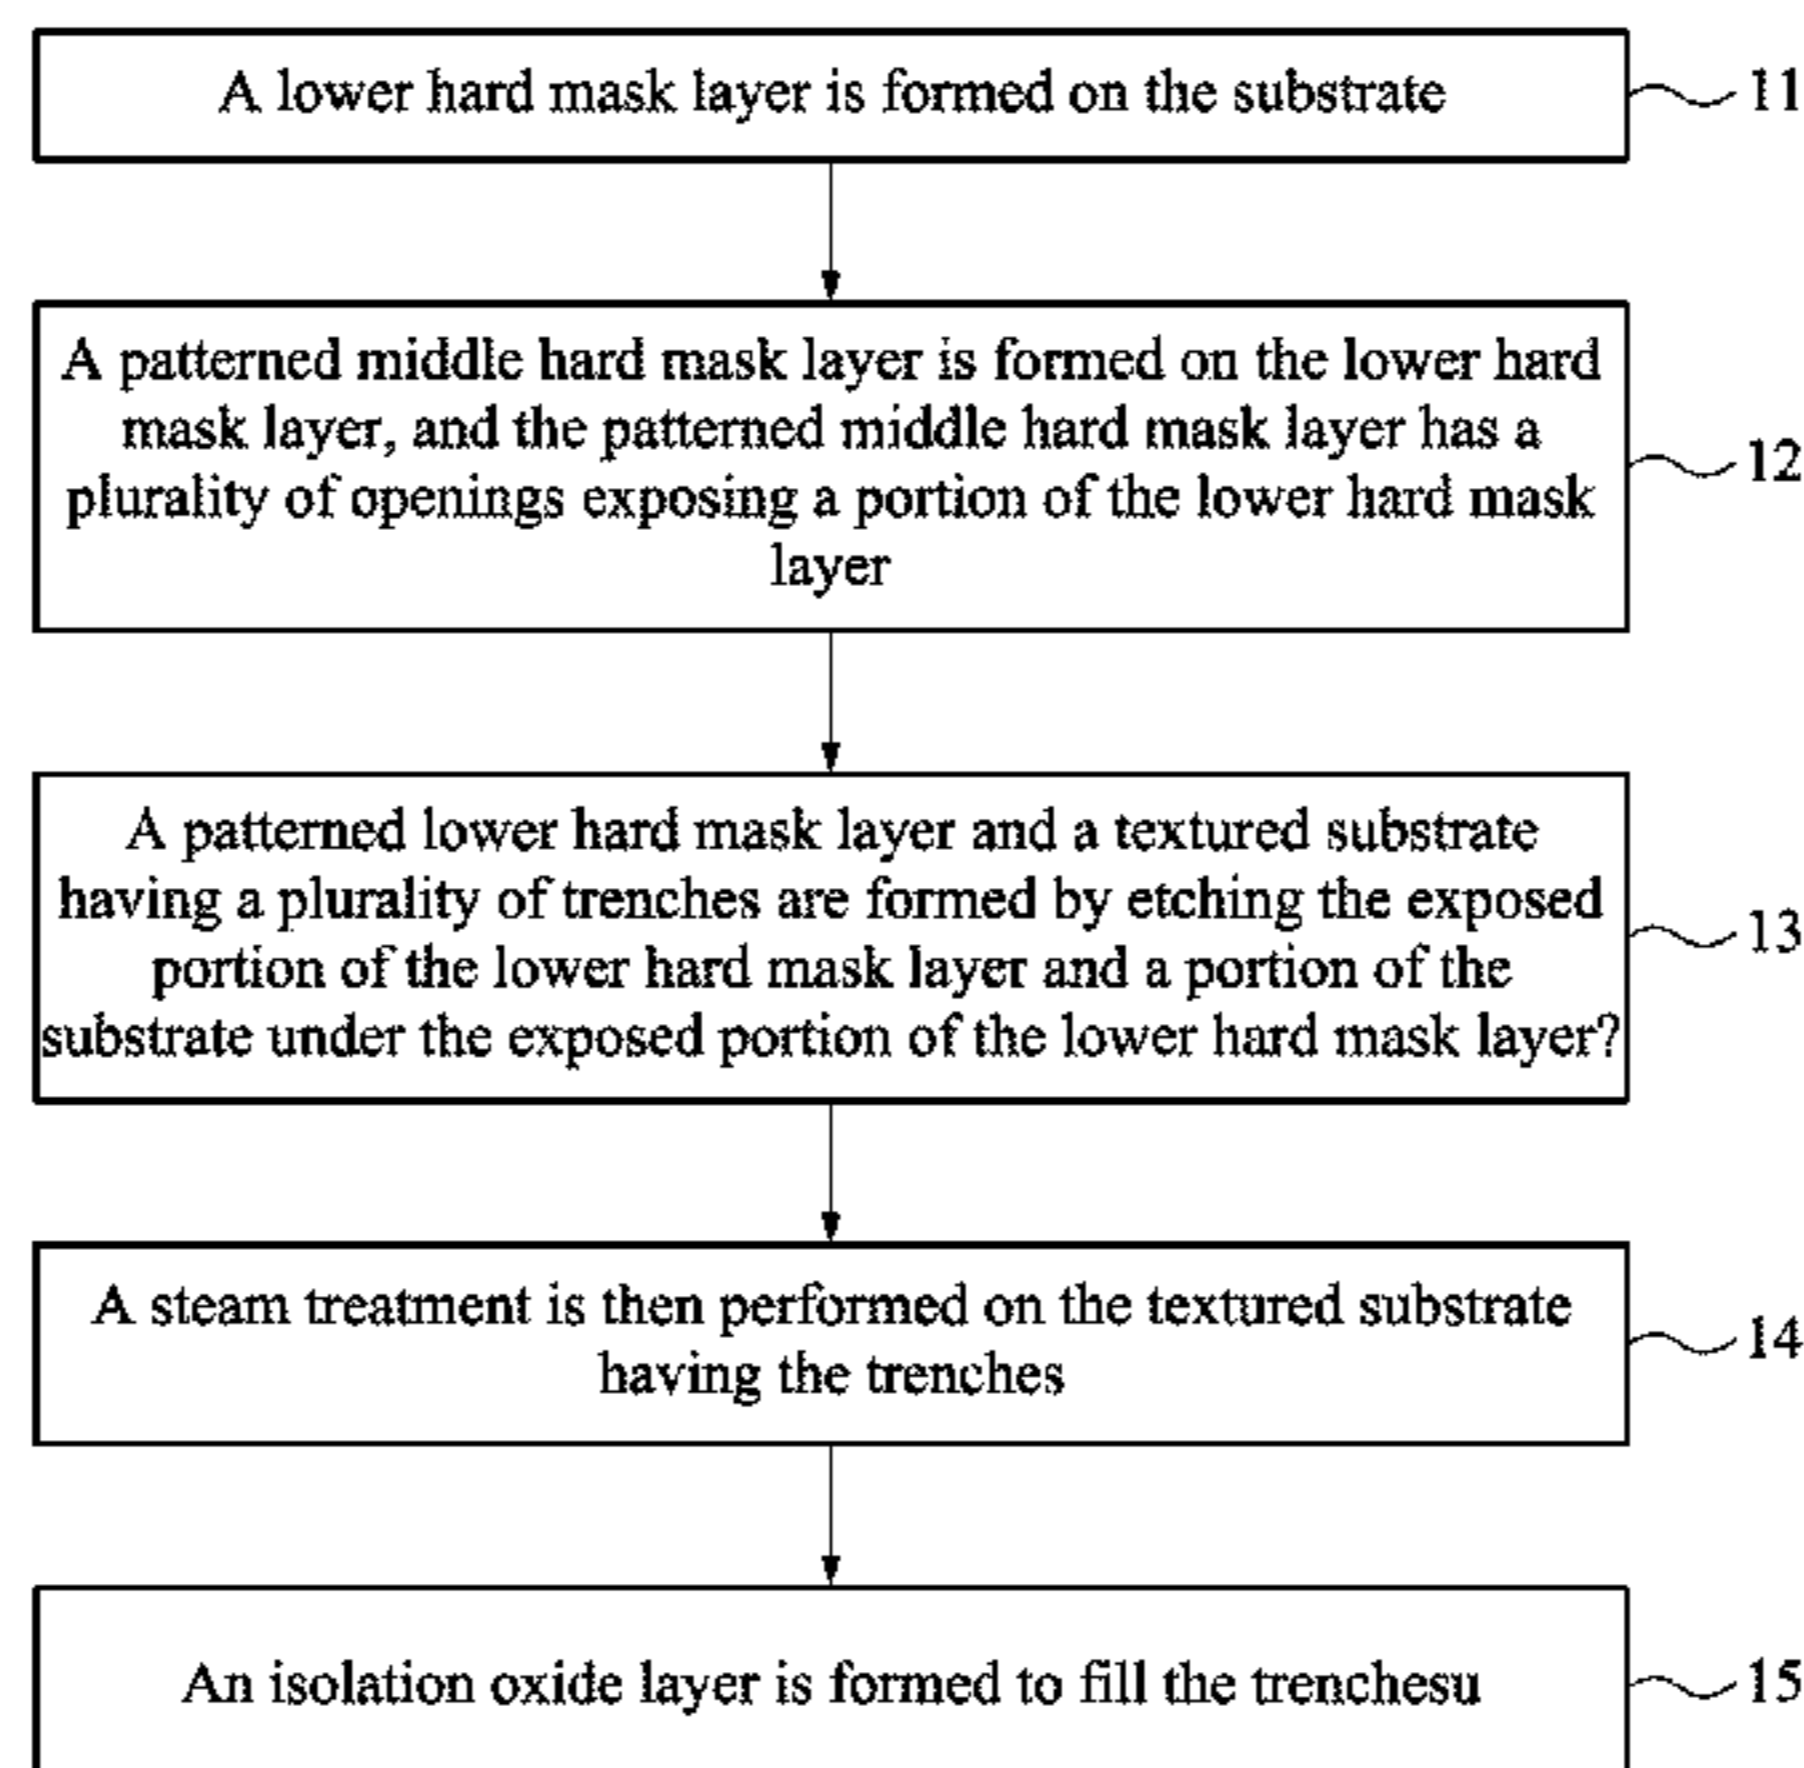 A lower hard mask layer is formed on the substrate
11
A patterned middle hard mask layer is formed on the lower hard
mask layer, and the patterned middle hard mask layer has a
plurality of openings exposing a portion of the lower hard mask
layer
12
A patterned lower hard mask layer and a textured substrate
having a plurality of trenches are formed by etching the exposed
portion of the lower hard mask layer and a portion of the
substrate under the exposed portion of the lower hard mask layer?
13
A steam treatment is then performed on the textured substrate
having the trenches
14
An isolation oxide layer is formed to fill the trenchesu
15